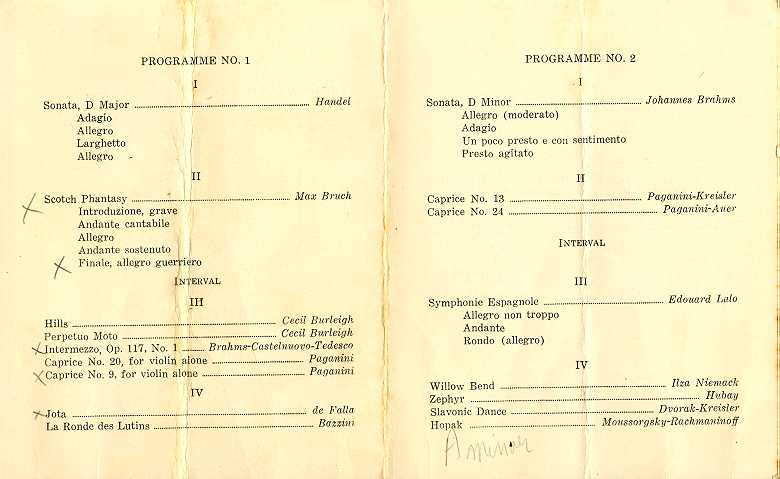 PROGRAMME NO. 1
I
Sonata, D Major Handel
Adagio
Allegro
Larghetto
Allegro
II
Scotch Phantasy Max Bruch
Introduzione, grave
Andante cantabile
Allegro
Andante sostenuto
Finale, allegro guerriero
INTERVAL
III
Hills Cecil Burleigh
Perpetuo Moto Cecil Burleigh
Intermezzo, Op. 117, No. 1 Brahms-Castelnuovo-Tedesco
Caprice No. 20, for violin alone Paganini
Caprice No. 9, for violin alone Paganini
IV
Jota de Falla
La Ronde des Lutins Bazzini
PROGRAMME NO. 2
I
Sonata, D Minor Johannes Brahms
Allegro (moderato)
Adagio
Un poco presto e con sentimento
Presto agitato
II
Caprice No. 13 Paganini-Kreisler
Caprice No. 24 Paganini-Auer
INTERVAL
III
Symphonie Espagnole Edouard Lalo
Allegro non troppo
Andante
Rondo (allegro)
IV
Willow Bend Ilza Niemack
Zephyr Hubay
Slavonic Dance Dvorak-Kreisler
Hopak Moussorgsky-Rachmaninoff
A minor